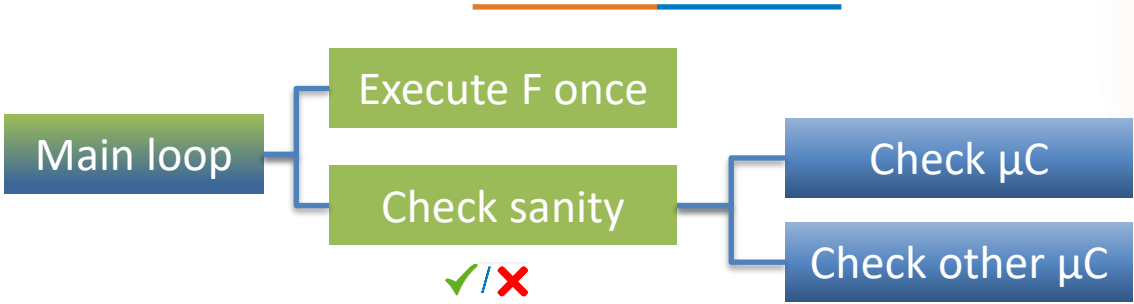 Main loop
Execute F once
Check sanity
Check µC
Check other µC